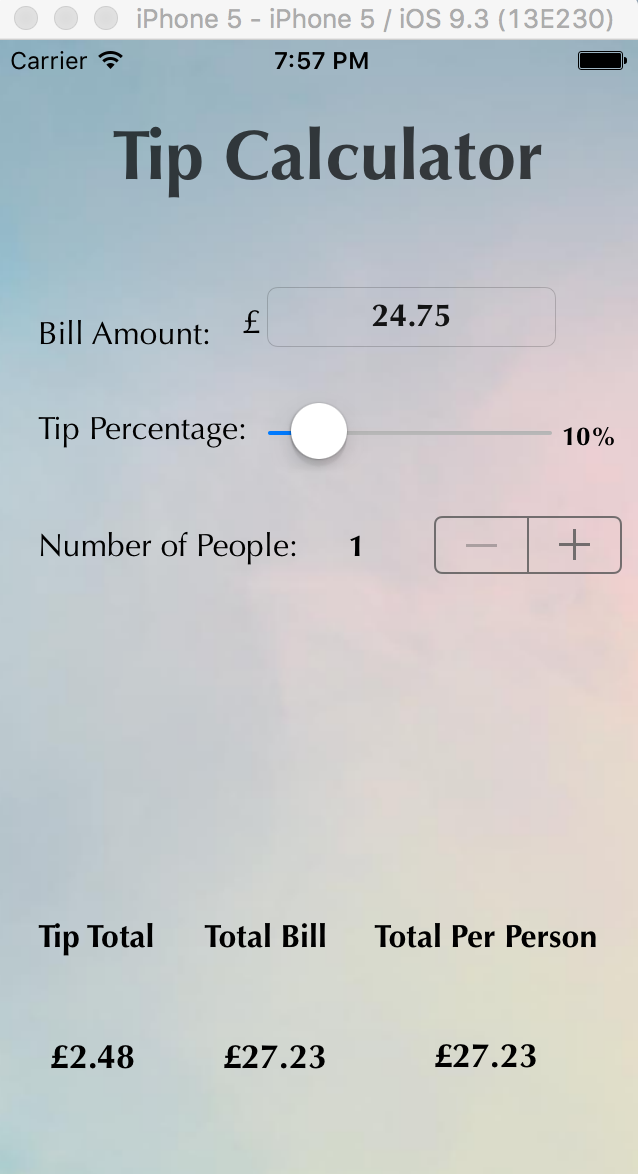 iPhone 5 - iPhone 5 / iOS 9.3 (13E230)
Carrier 7:57 PM
Tip Calculator
Bill Amount: £ 24.75
Tip Percentage: 10%
Number of People: 1 − +
Tip Total Total Bill Total Per Person
£2.48 £27.23 £27.23